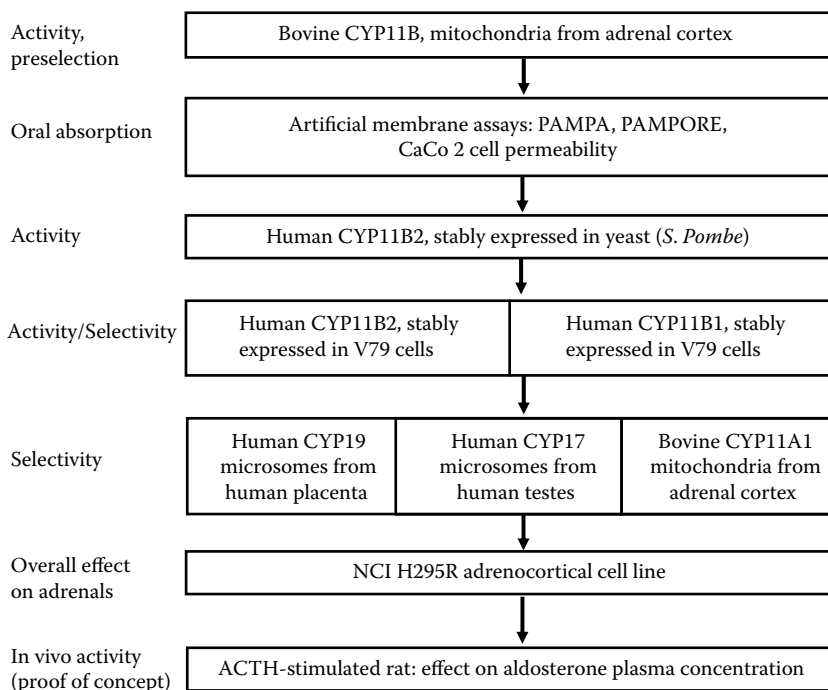 Activity,
preselection
Bovine CYP11B, mitochondria from adrenal cortex
Oral absorption
Artificial membrane assays: PAMPA, PAMPORE,
CaCo 2 cell permeability
Activity
Human CYP11B2, stably expressed in yeast (S. Pombe)
Activity/Selectivity
Human CYP11B2, stably
expressed in V79 cells
Human CYP11B1, stably
expressed in V79 cells
Selectivity
Human CYP19
microsomes from
human placenta
Human CYP17
microsomes from
human testes
Bovine CYP11A1
mitochondria from
adrenal cortex
Overall effect
on adrenals
NCI H295R adrenocortical cell line
In vivo activity
(proof of concept)
ACTH-stimulated rat: effect on aldosterone plasma concentration